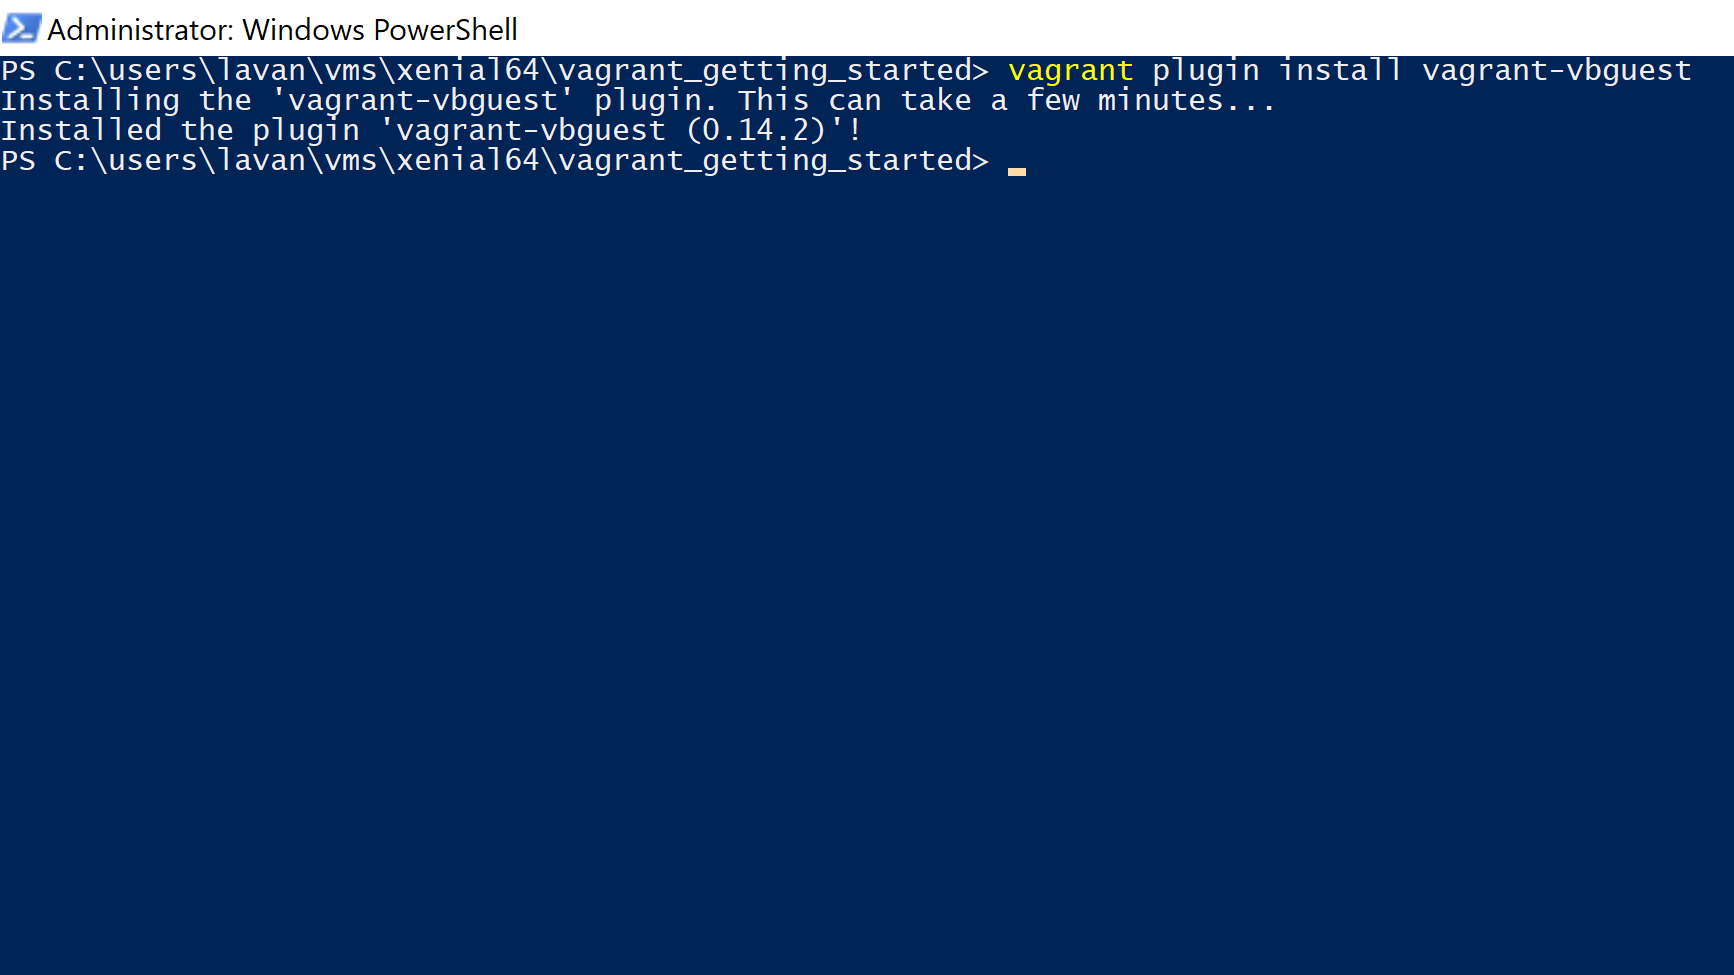 Administrator: Windows PowerShell
PS C:\users\lavan\vms\xenial64\vagrant_getting_started> vagrant plugin install vagrant-vbguest
Installing the 'vagrant-vbguest' plugin. This can take a few minutes...
Installed the plugin 'vagrant-vbguest (0.14.2)'!
PS C:\users\lavan\vms\xenial64\vagrant_getting_started>